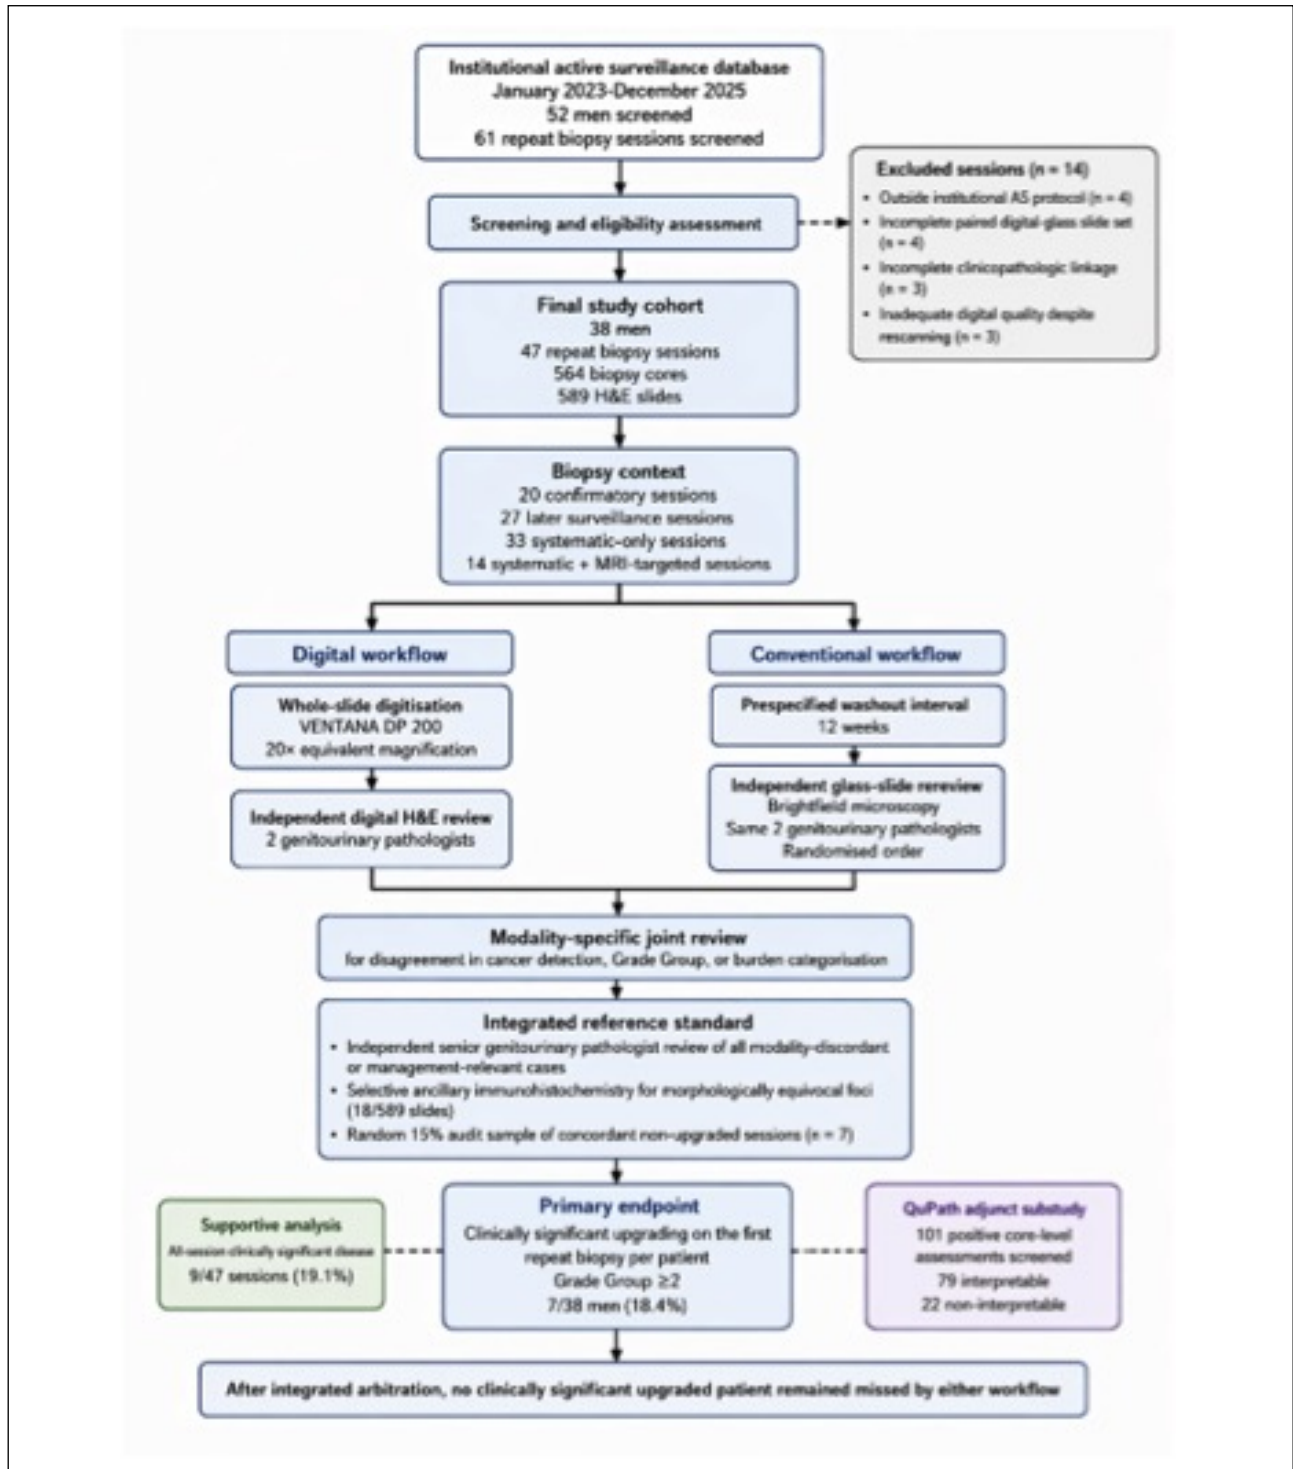 Institutional active surveillance database
January 2023-December 2025
52 men screened
61 repeat biopsy sessions screened
Excluded sessions (n = 14)
• Outside institutional AS protocol (n = 4)
• Incomplete paired digital-glass slide set
(n = 4)
• Incomplete clinicopathologic linkage
(n = 3)
• Inadequate digital quality despite
rescanning (n = 3)
Screening and eligibility assessment
Final study cohort
38 men
47 repeat biopsy sessions
564 biopsy cores
589 H&E slides
Biopsy context
20 confirmatory sessions
27 later surveillance sessions
33 systematic-only sessions
14 systematic + MRI-targeted sessions
Digital workflow
Whole-slide digitisation
VENTANA DP 200
20× equivalent magnification
Independent digital H&E review
2 genitourinary pathologists
Conventional workflow
Prespecified washout interval
12 weeks
Independent glass-slide rereview
Brightfield microscopy
Same 2 genitourinary pathologists
Randomised order
Modality-specific joint review
for disagreement in cancer detection, Grade Group, or burden categorisation
Integrated reference standard
• Independent senior genitourinary pathologist review of all modality-discordant
or management-relevant cases
• Selective ancillary immunohistochemistry for morphologically equivocal foci
(18/589 slides)
• Random 15% audit sample of concordant non-upgraded sessions (n = 7)
Supportive analysis
All-session clinically significant disease
9/47 sessions (19.1%)
Primary endpoint
Clinically significant upgrading on the first
repeat biopsy per patient
Grade Group ≥2
7/38 men (18.4%)
QuPath adjunct substudy
101 positive core-level
assessments screened
79 interpretable
22 non-interpretable
After integrated arbitration, no clinically significant upgraded patient remained missed by either workflow